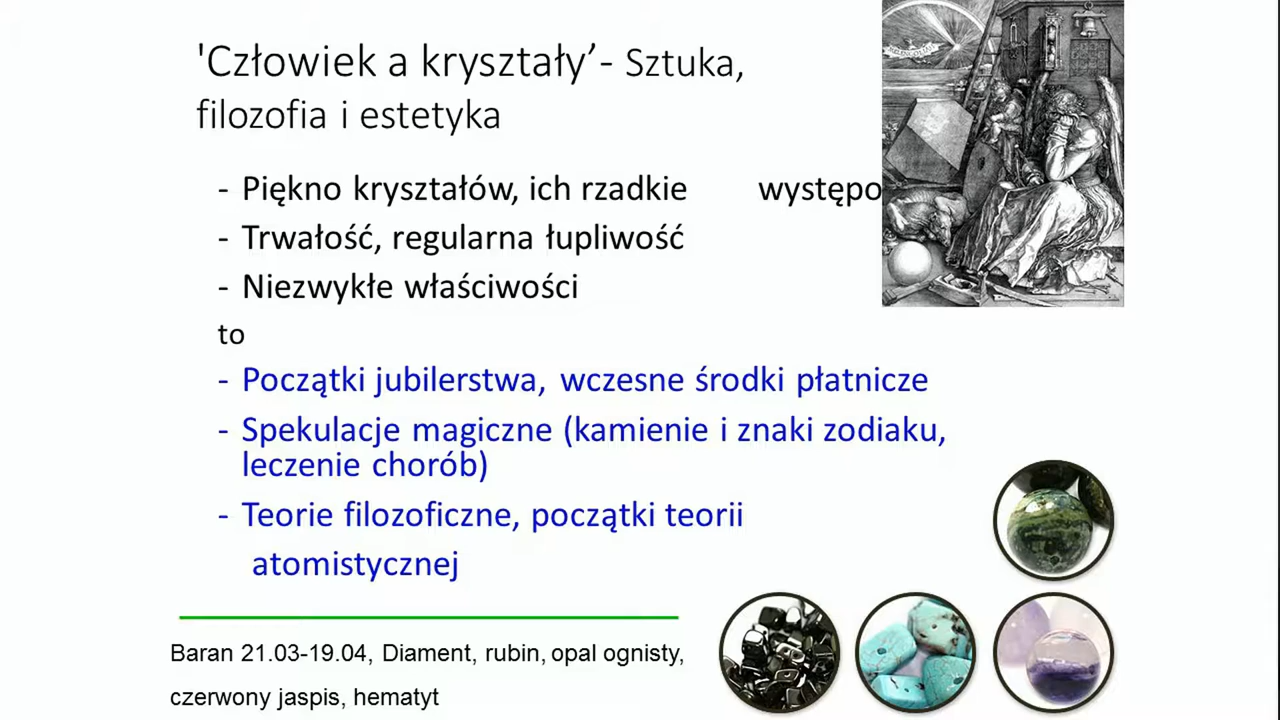 'Człowiek a kryształy’- Sztuka,
filozofia i estetyka
- Piękno kryształów, ich rzadkie występo
- Trwałość, regularna łupliwość
- Niezwykłe właściwości
to
- Początki jubilerstwa, wczesne środki płatnicze
- Spekulacje magiczne (kamienie i znaki zodiaku,
leczenie chorób)
- Teorie filozoficzne, początki teorii
atomistycznej
Baran 21.03-19.04, Diament, rubin, opal ognisty,
czerwony jaspis, hematyt